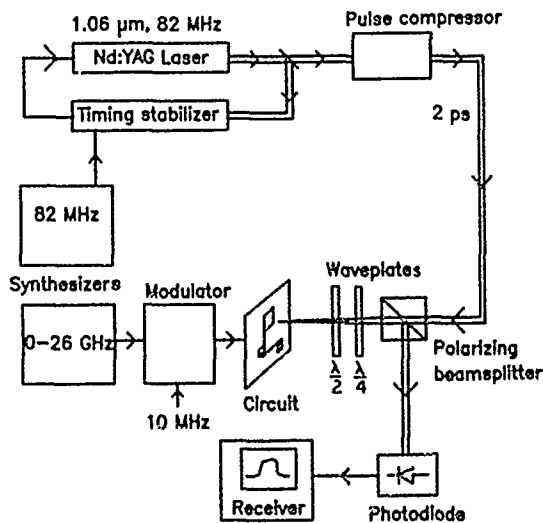 1.06 μm, 82 MHz
Nd:YAG Laser
Pulse compressor
Timing stabilizer
2 ps
82 MHz
Synthesizers
0-26 GHz
Modulator
10 MHz
Circuit
Waveplates
λ/2
λ/4
Polarizing
beamsplitter
Receiver
Photodiode